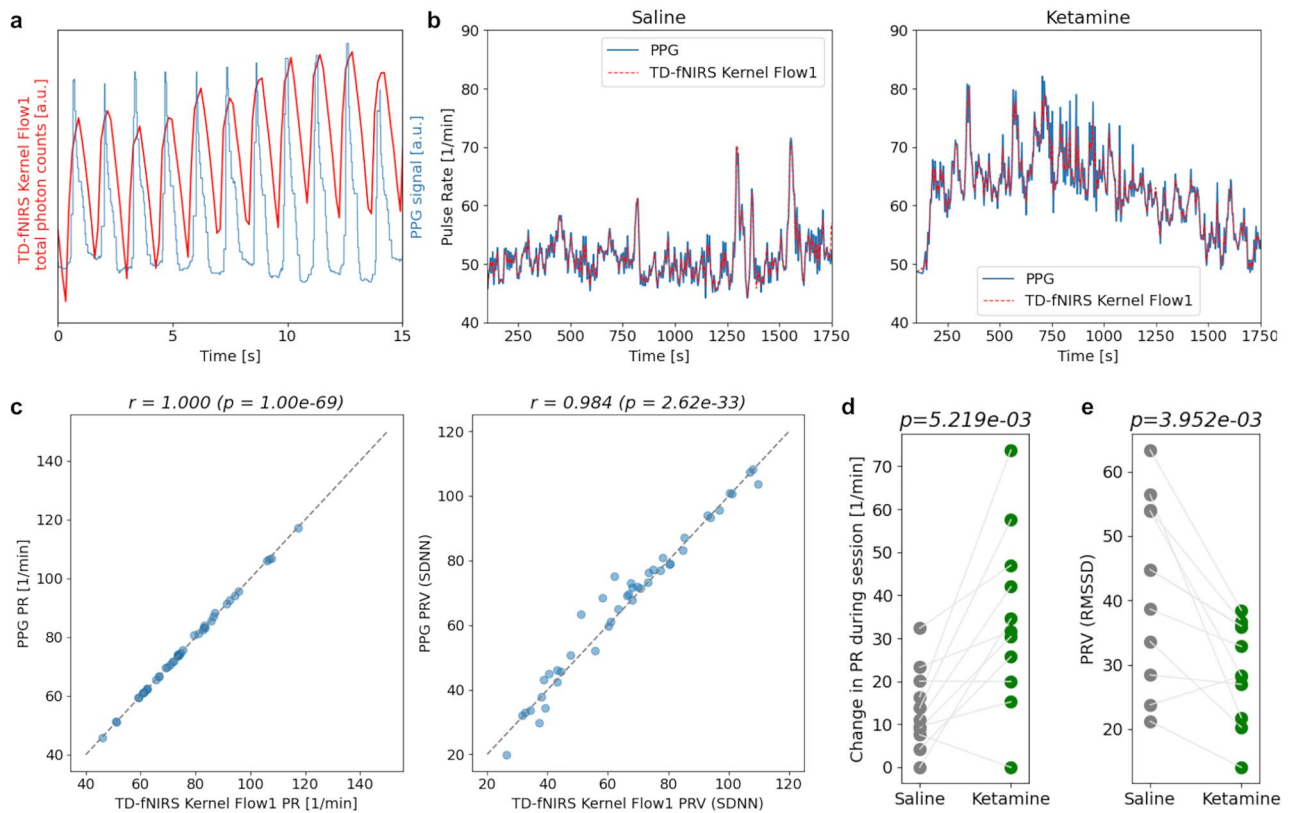 a
TD-fNIRS Kernel Flow1
total photon counts [a.u.]
PPG signal [a.u.]
0
5
10
15
Time [s]
b
Saline
90
80
70
60
50
40
Pulse Rate [1/min]
PPG
TD-fNIRS Kernel Flow1
250
500
750
1000
1250
1500
1750
Time [s]
Ketamine
90
80
70
60
50
40
PPG
TD-fNIRS Kernel Flow1
250
500
750
1000
1250
1500
1750
Time [s]
c
r = 1.000 (p = 1.00e-69)
PPG PR [1/min]
140
120
100
80
60
40
40
60
80
100
120
140
TD-fNIRS Kernel Flow1 PR [1/min]
r = 0.984 (p = 2.62e-33)
PPG PRV (SDNN)
120
100
80
60
40
20
20
40
60
80
100
120
TD-fNIRS Kernel Flow1 PRV (SDNN)
d
p=5.219e-03
Change in PR during session [1/min]
70
60
50
40
30
20
10
0
Saline
Ketamine
e
p=3.952e-03
PRV (RMSSD)
60
50
40
30
20
Saline
Ketamine